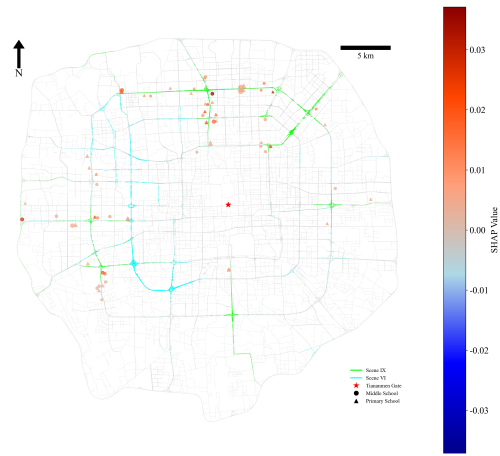 5 km
N
0.03
0.02
0.01
0.00
-0.01
-0.02
-0.03
SHAP Value
Scene IX
Scene VI
Tiananmen Gate
Middle School
Primary School